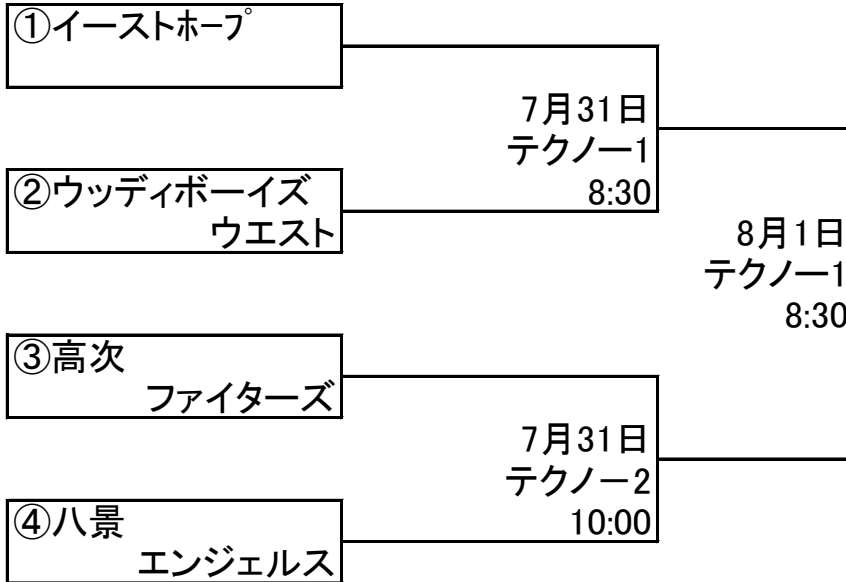 ①イーストホープ
7月31日
テクノー1
8:30
②ウッディボーイズ
ウエスト
8月1日
テクノー1
8:30
③高次
ファイターズ
7月31日
テクノー2
10:00
④八景
エンジェルス